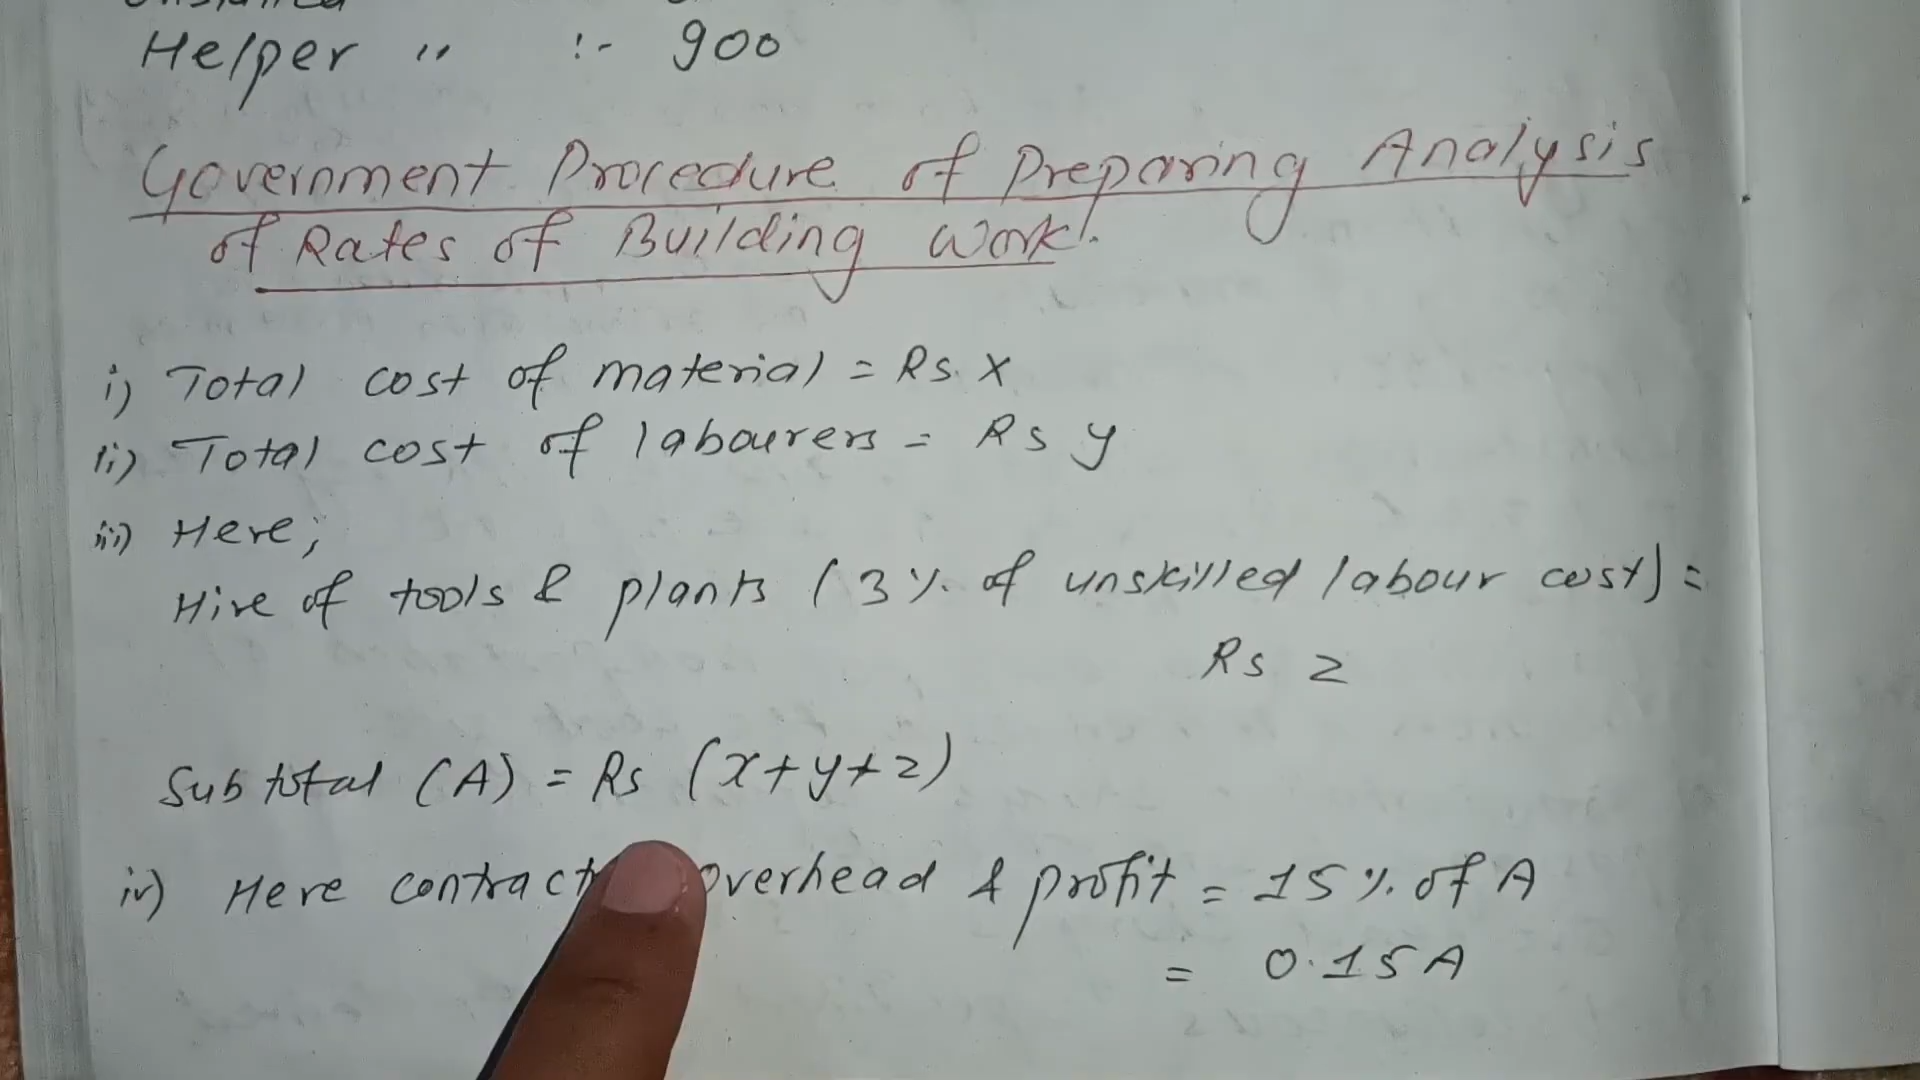 Helper " :- 900
Government Procedure of Preparing Analysis
of Rates of Building Work.
i) Total cost of material = Rs. X
ii) Total cost of labourers = Rs y
iii) Here,
Hire of tools & plants (3% of unskilled labour cost) =
Rs z
Sub total (A) = Rs (x+y+z)
iv) Here contract overhead & profit = 15% of A
= 0.15A